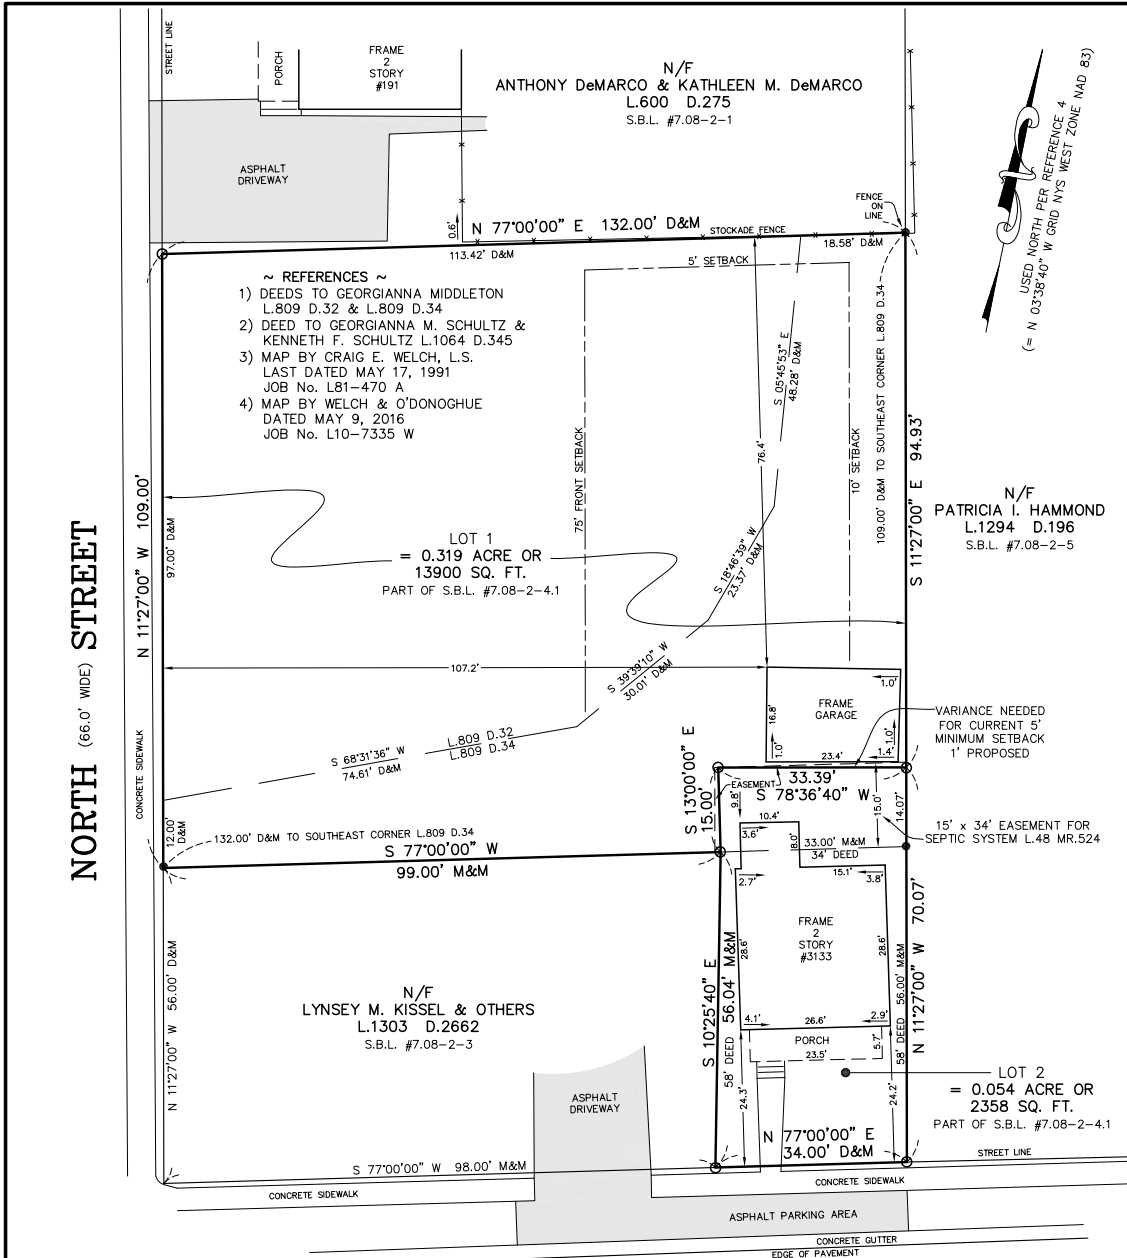 STREET LINE
PORCH
FRAME
2
STORY
#191
N/F
ANTHONY DeMARCO & KATHLEEN M. DeMARCO
L.600 D.275
S.B.L. #7.08-2-1
USED NORTH PER REFERENCE 4
(= N 03°38'40" W GRID NYS WEST ZONE NAD 83)
ASPHALT
DRIVEWAY
FENCE
ON
LINE
0.6'
N 77°00'00" E 132.00' D&M
STOCKADE FENCE
113.42' D&M
18.58' D&M
5' SETBACK
~ REFERENCES ~
1) DEEDS TO GEORGIANNA MIDDLETON
L.809 D.32 & L.809 D.34
2) DEED TO GEORGIANNA M. SCHULTZ &
KENNETH F. SCHULTZ L.1064 D.345
3) MAP BY CRAIG E. WELCH, L.S.
LAST DATED MAY 17, 1991
JOB No. L81-470 A
4) MAP BY WELCH & O'DONOGHUE
DATED MAY 9, 2016
JOB No. L10-7335 W
S 05°45'53" E
48.28' D&M
109.00' D&M TO SOUTHEAST CORNER L.809 D.34
S 11°27'00" E 94.93'
76.4'
75' FRONT SETBACK
10' SETBACK
N/F
PATRICIA I. HAMMOND
L.1294 D.196
S.B.L. #7.08-2-5
NORTH (66.0' WIDE) STREET
N 11°27'00" W 109.00'
97.00' D&M
LOT 1
= 0.319 ACRE OR
13900 SQ. FT.
PART OF S.B.L. #7.08-2-4.1
S 18°46'39" W
23.37' D&M
107.2'
S 39°39'10" W
30.01' D&M
1.0'
FRAME
GARAGE
16.8'
1.0'
1.0'
23.4'
1.4'
VARIANCE NEEDED
FOR CURRENT 5'
MINIMUM SETBACK
1' PROPOSED
L.809 D.32
L.809 D.34
S 68°31'36" W
74.61' D&M
CONCRETE SIDEWALK
S 13°00'00" E
15.00'
EASEMENT
33.39'
S 78°36'40" W
9.8'
10.4'
3.6'
8.0'
15.0'
14.07'
33.00' M&M
34' DEED
15' x 34' EASEMENT FOR
SEPTIC SYSTEM L.48 MR.524
12.00'
D&M
132.00' D&M TO SOUTHEAST CORNER L.809 D.34
S 77°00'00" W
99.00' M&M
2.7'
15.1'
3.8'
FRAME
2
STORY
#3133
28.6'
28.6'
S 10°25'40" E
56.04' M&M
58' DEED
58' DEED 56.00' M&M
N 11°27'00" W 70.07'
N 11°27'00" W 56.00' D&M
N/F
LYNSEY M. KISSEL & OTHERS
L.1303 D.2662
S.B.L. #7.08-2-3
4.1'
26.6'
2.9'
PORCH
5.7'
23.5'
24.3'
24.2'
LOT 2
= 0.054 ACRE OR
2358 SQ. FT.
PART OF S.B.L. #7.08-2-4.1
ASPHALT
DRIVEWAY
N 77°00'00" E
34.00' D&M
STREET LINE
S 77°00'00" W 98.00' M&M
CONCRETE SIDEWALK
CONCRETE SIDEWALK
ASPHALT PARKING AREA
CONCRETE GUTTER
EDGE OF PAVEMENT